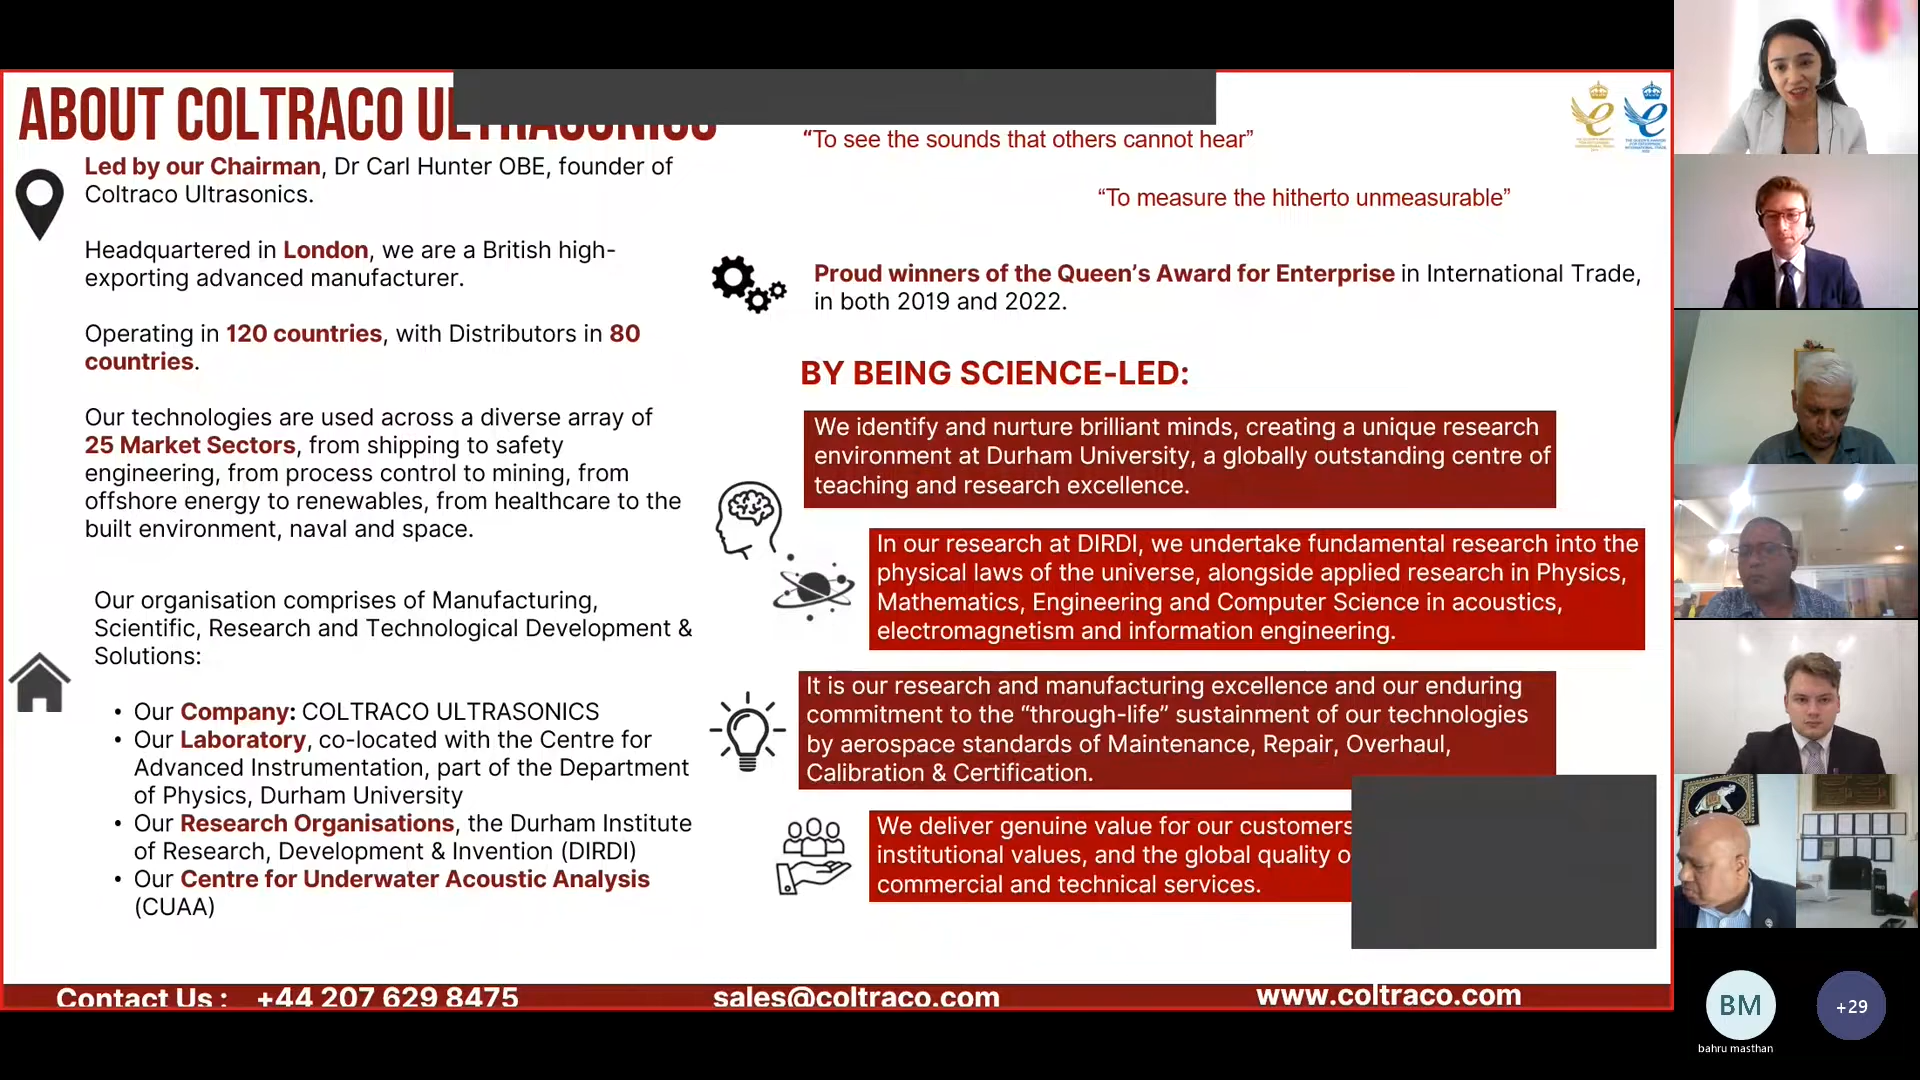 ABOUT COLTRACO ULTRASONICS
Led by our Chairman, Dr Carl Hunter OBE, founder of
Coltraco Ultrasonics.
Headquartered in London, we are a British high-
exporting advanced manufacturer.
Operating in 120 countries, with Distributors in 80
countries.
Our technologies are used across a diverse array of
25 Market Sectors, from shipping to safety
engineering, from process control to mining, from
offshore energy to renewables, from healthcare to the
built environment, naval and space.
Our organisation comprises of Manufacturing,
Scientific, Research and Technological Development &
Solutions:
• Our Company: COLTRACO ULTRASONICS
• Our Laboratory, co-located with the Centre for
Advanced Instrumentation, part of the Department
of Physics, Durham University
• Our Research Organisations, the Durham Institute
of Research, Development & Invention (DIRDI)
• Our Centre for Underwater Acoustic Analysis
(CUAA)
“To see the sounds that others cannot hear”
“To measure the hitherto unmeasurable”
Proud winners of the Queen’s Award for Enterprise in International Trade,
in both 2019 and 2022.
BY BEING SCIENCE-LED:
We identify and nurture brilliant minds, creating a unique research
environment at Durham University, a globally outstanding centre of
teaching and research excellence.
In our research at DIRDI, we undertake fundamental research into the
physical laws of the universe, alongside applied research in Physics,
Mathematics, Engineering and Computer Science in acoustics,
electromagnetism and information engineering.
It is our research and manufacturing excellence and our enduring
commitment to the “through-life” sustainment of our technologies
by aerospace standards of Maintenance, Repair, Overhaul,
Calibration & Certification.
We deliver genuine value for our customers
institutional values, and the global quality o
commercial and technical services.
Contact Us : +44 207 629 8475
sales@coltraco.com
www.coltraco.com
BM
bahru masthan
+29